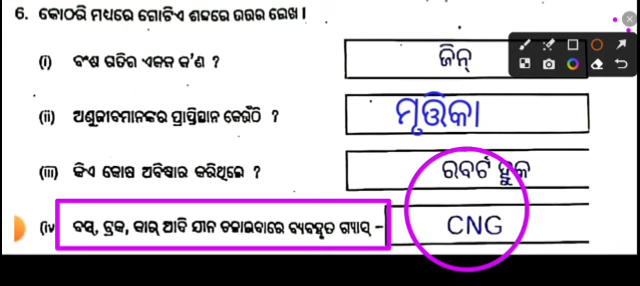 6. କୋଠରି ମଧ୍ୟରେ ଗୋଟିଏ ଶବ୍ଦରେ ଉତ୍ତର ଲେଖ ।
(i) ବଂଶ ଗତିର ଏକକ କ'ଣ ? ଜିନ୍
(ii) ଅଣୁଜୀବମାନଙ୍କର ପ୍ରାପ୍ତିସ୍ଥାନ କେଉଁଠି ? ମୃତ୍ତିକା
(iii) କିଏ କୋଷ ଆବିଷ୍କାର କରିଥିଲେ ? ରବର୍ଟ ହୁକ
(iv ବସ୍, ଟ୍ରକ, କାର୍ ଆଦି ଯାନ ଚଳାଇବାରେ ବ୍ୟବହୃତ ଗ୍ୟାସ୍ – CNG